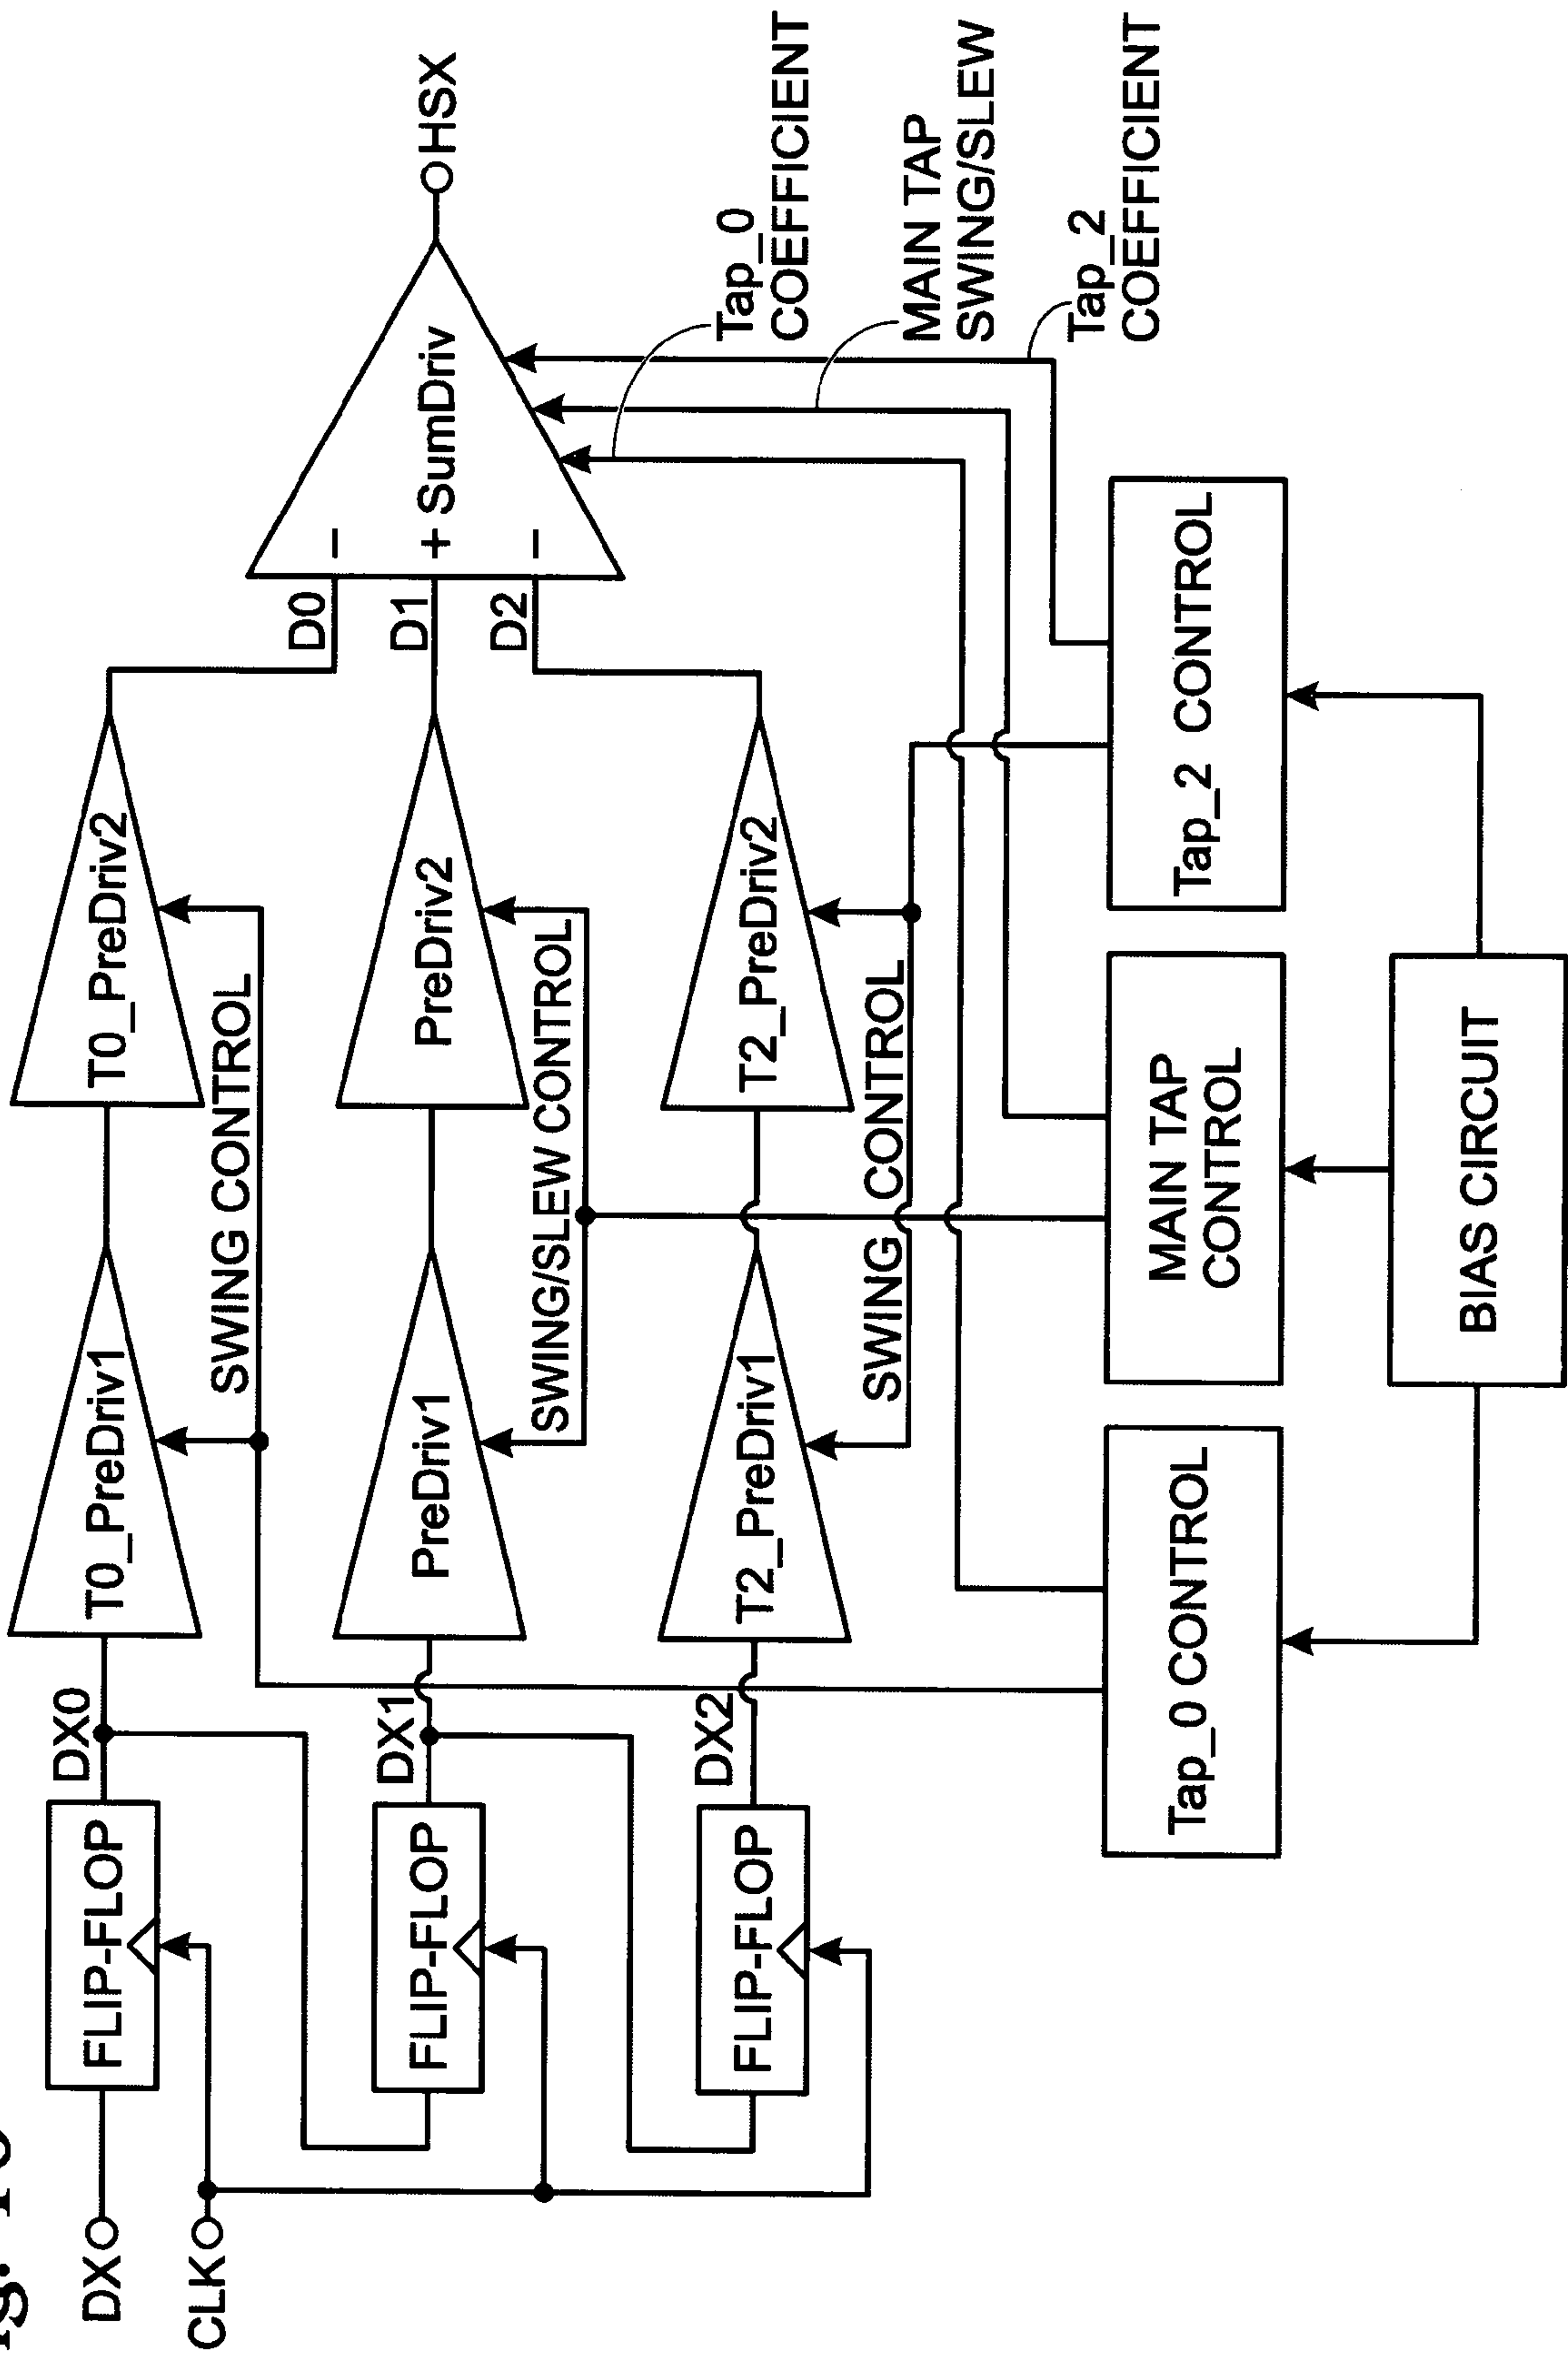 DX
CLK
FLIP-FLOP
DX0
T0_PreDriv1
T0_PreDriv2
SWING CONTROL
D0
FLIP-FLOP
DX1
PreDriv1
PreDriv2
SWING/SLEW CONTROL
D1
FLIP-FLOP
DX2
T2_PreDriv1
T2_PreDriv2
SWING CONTROL
D2
−
+ SumDriv
−
HSX
Tap_0
COEFFICIENT
MAIN TAP
SWING/SLEW
Tap_2
COEFFICIENT
Tap_0 CONTROL
MAIN TAP
CONTROL
Tap_2 CONTROL
BIAS CIRCUIT